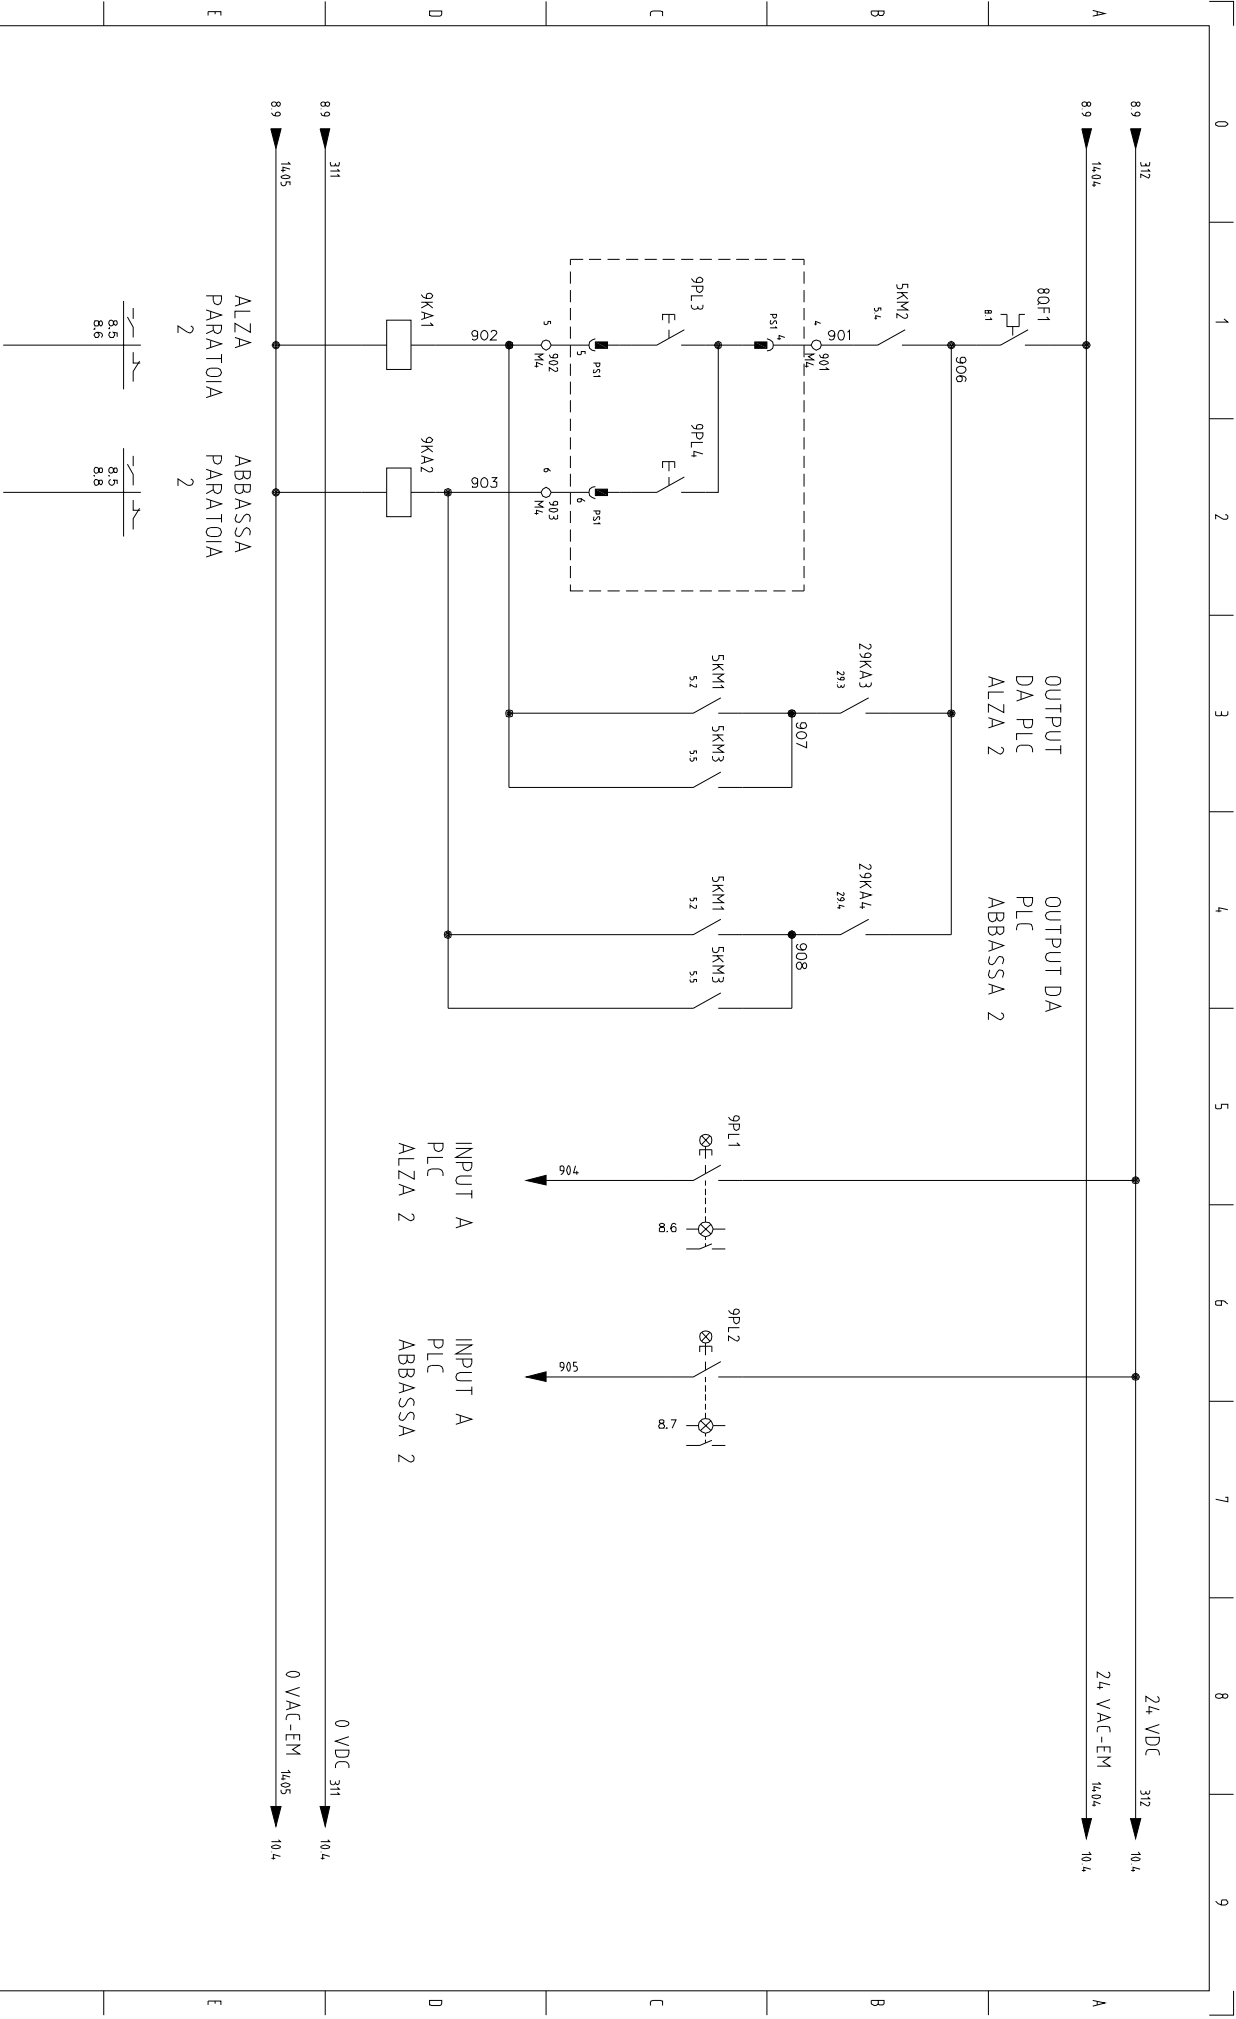 0
1
2
3
4
5
6
7
8
9
A
B
C
D
E
A
B
C
D
E
8.9
312
24 VDC
312
10.4
8.9
1404
24 VAC-EM
1404
10.4
8QF1
8.1
906
5KM2
5.4
901
4
901
M4
PS1
4
9PL3
9PL4
5
PS1
6
PS1
5
902
M4
6
903
M4
902
903
9KA1
9KA2
OUTPUT
DA PLC
ALZA 2
29KA3
29.3
907
5KM1
5.2
5KM3
5.5
OUTPUT DA
PLC
ABBASSA 2
29KA4
29.4
908
5KM1
5.2
5KM3
5.5
9PL1
8.6
904
INPUT A
PLC
ALZA 2
9PL2
8.7
905
INPUT A
PLC
ABBASSA 2
8.9
311
0 VDC
311
10.4
8.9
1405
0 VAC-EM
1405
10.4
ALZA
PARATOIA
2
ABBASSA
PARATOIA
2
8.5
8.6
8.5
8.8